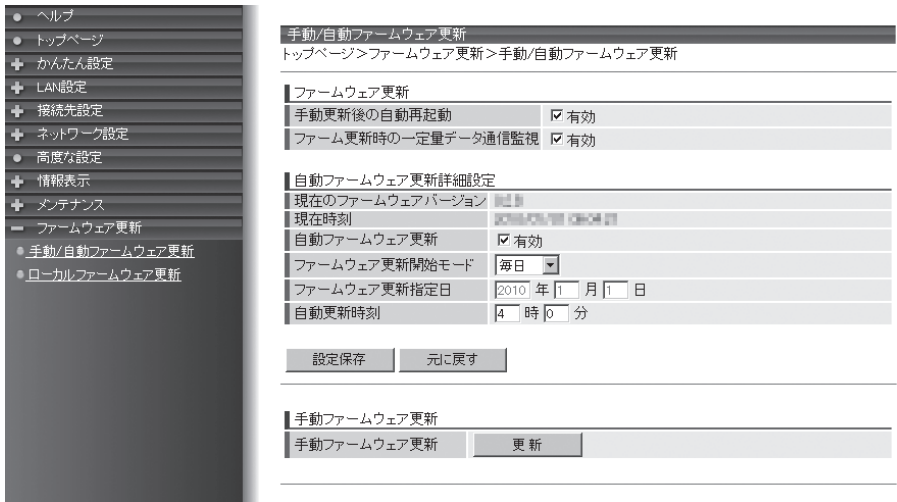 ヘルプ
トップページ
かんたん設定
LAN設定
接続先設定
ネットワーク設定
高度な設定
情報表示
メンテナンス
ファームウェア更新
手動/自動ファームウェア更新
ローカルファームウェア更新
手動/自動ファームウェア更新
トップページ>ファームウェア更新>手動/自動ファームウェア更新
ファームウェア更新
手動更新後の自動再起動 有効
ファーム更新時の一定量データ通信監視 有効
自動ファームウェア更新詳細設定
現在のファームウェアバージョン
現在時刻
自動ファームウェア更新 有効
ファームウェア更新開始モード 毎日
ファームウェア更新指定日 2010 年 1 月 1 日
自動更新時刻 4 時 0 分
設定保存 元に戻す
手動ファームウェア更新
手動ファームウェア更新 更新